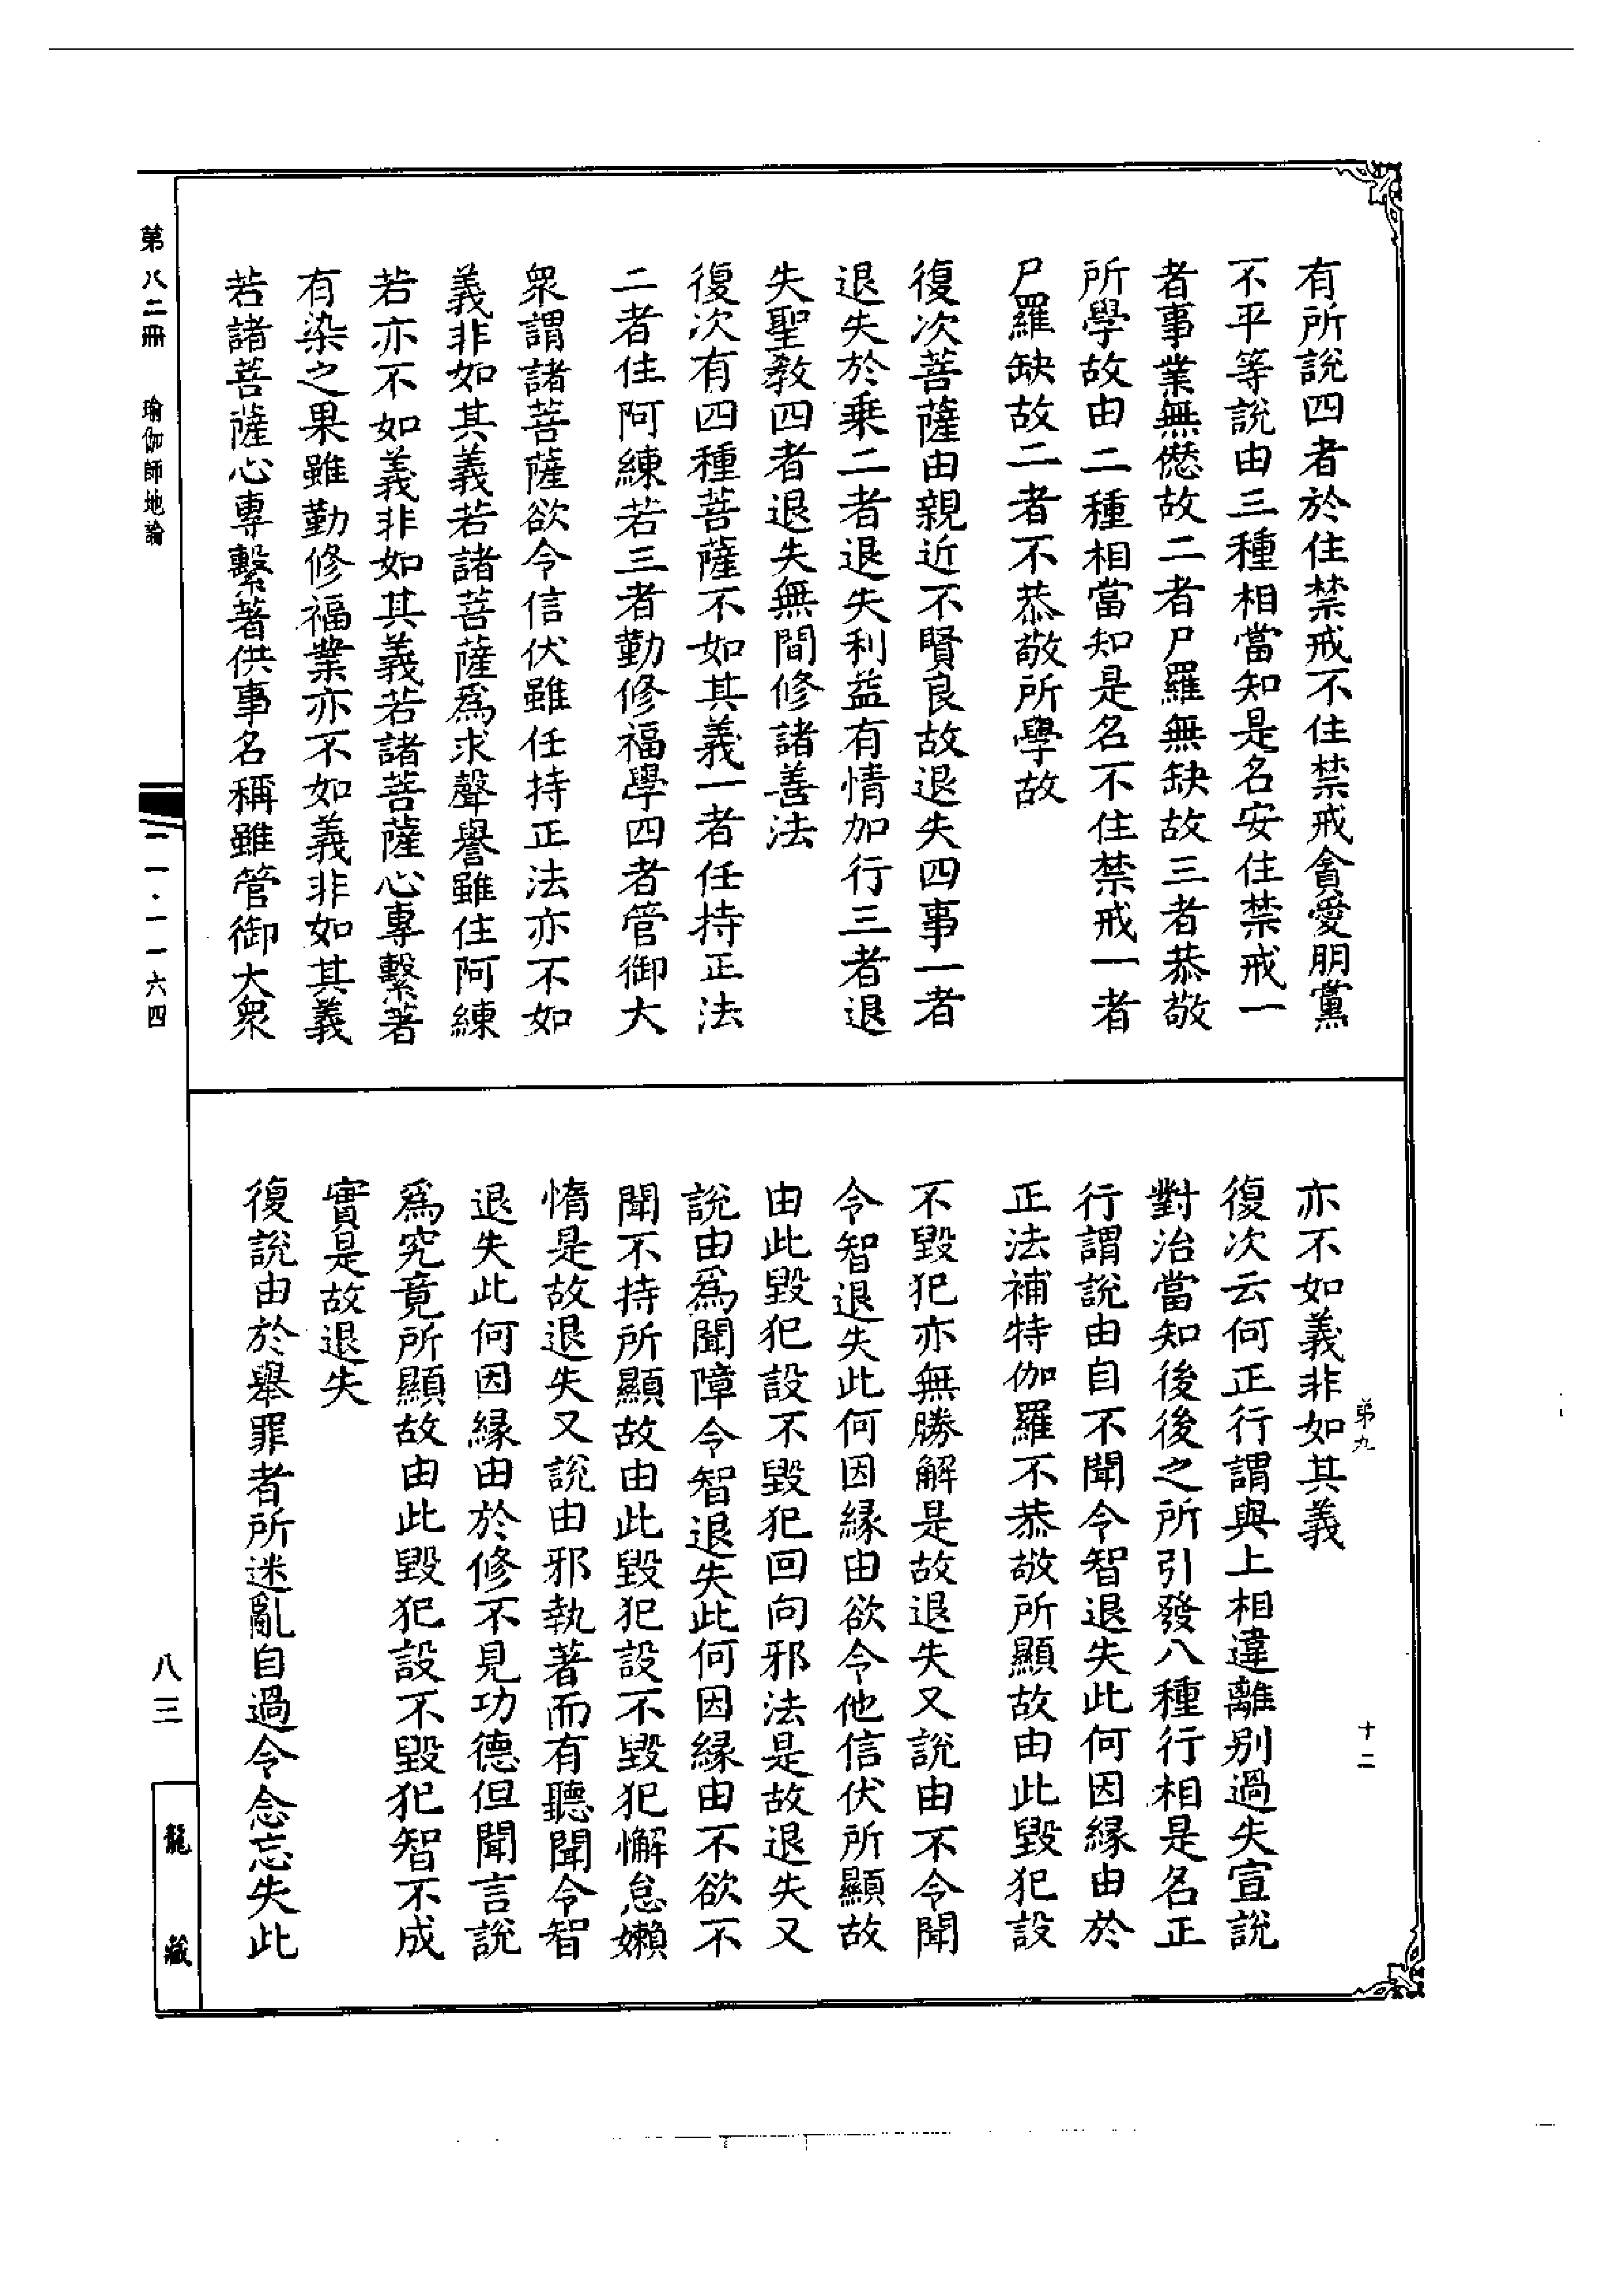 有所說四者於住禁戒不住禁戒貪愛朋黨
不平等說由三種相當知是名安住禁戒一
者事業無愆故二者尸羅無缺故三者恭敬
所學故由二種相當知是名不住禁戒一者
尸羅缺故二者不恭敬所學故
復次菩薩由親近不賢良故退失四事一者
退失於乘二者退失利益有情加行三者退
失聖教四者退失無間修諸善法
復次有四種菩薩不如其義一者任持正法
二者住阿練若三者勤修福學四者管御大
眾謂諸菩薩欲令信伏雖任持正法亦不如
義非如其義若諸菩薩爲求聲譽雖住阿練
若亦不如義非如其義若諸菩薩心專繫著
有染之果雖勤修福業亦不如義非如其義
若諸菩薩心專繫著供事名稱雖管御大眾
亦不如義非如其義
復次云何正行謂與上相違離別過失宣說
對治當知後後之所引發八種行相是名正
行謂說由自不聞令智退失此何因緣由於
正法補特伽羅不恭敬所顯故由此毀犯設
不毀犯亦無勝解是故退失又說由不令聞
令智退失此何因緣由欲令他信伏所顯故
由此毀犯設不毀犯回向邪法是故退失又
說由爲聞障令智退失此何因緣由不欲不
聞不持所顯故由此毀犯設不毀犯懈怠嬾
惰是故退失又說由邪執著而有聽聞令智
退失此何因緣由於修不見功德但聞言說
爲究竟所顯故由此毀犯設不毀犯智不成
實是故退失
復說由於舉罪者所迷亂自過令念忘失此
弟九
十二
第八二冊 瑜伽師地論
二一·一一六四
八三
龍藏